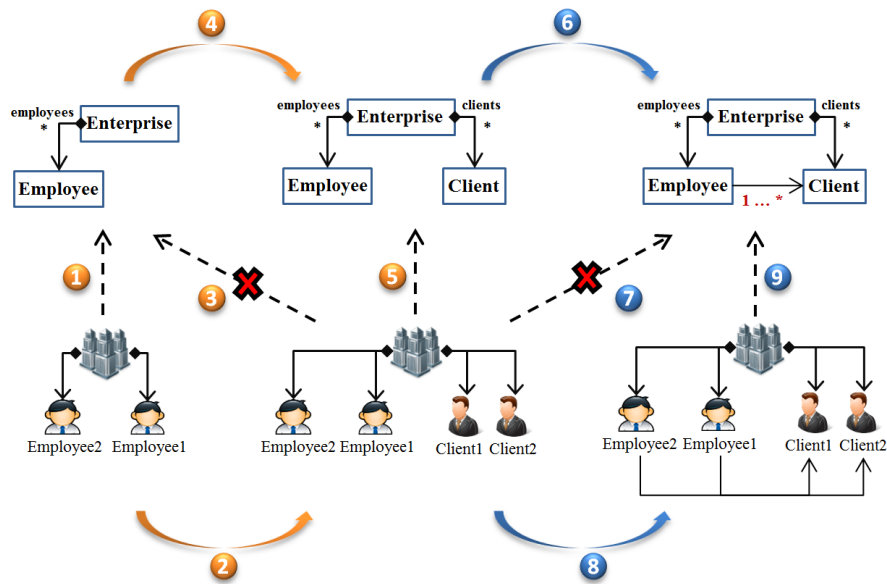 4
6
employees
*
Enterprise
Employee
employees
*
Enterprise
clients
*
Employee
Client
employees
*
Enterprise
clients
*
Employee
1 ... *
Client
1
3
5
7
9
Employee2
Employee1
Employee2
Employee1
Client1
Client2
Employee2
Employee1
Client1
Client2
2
8